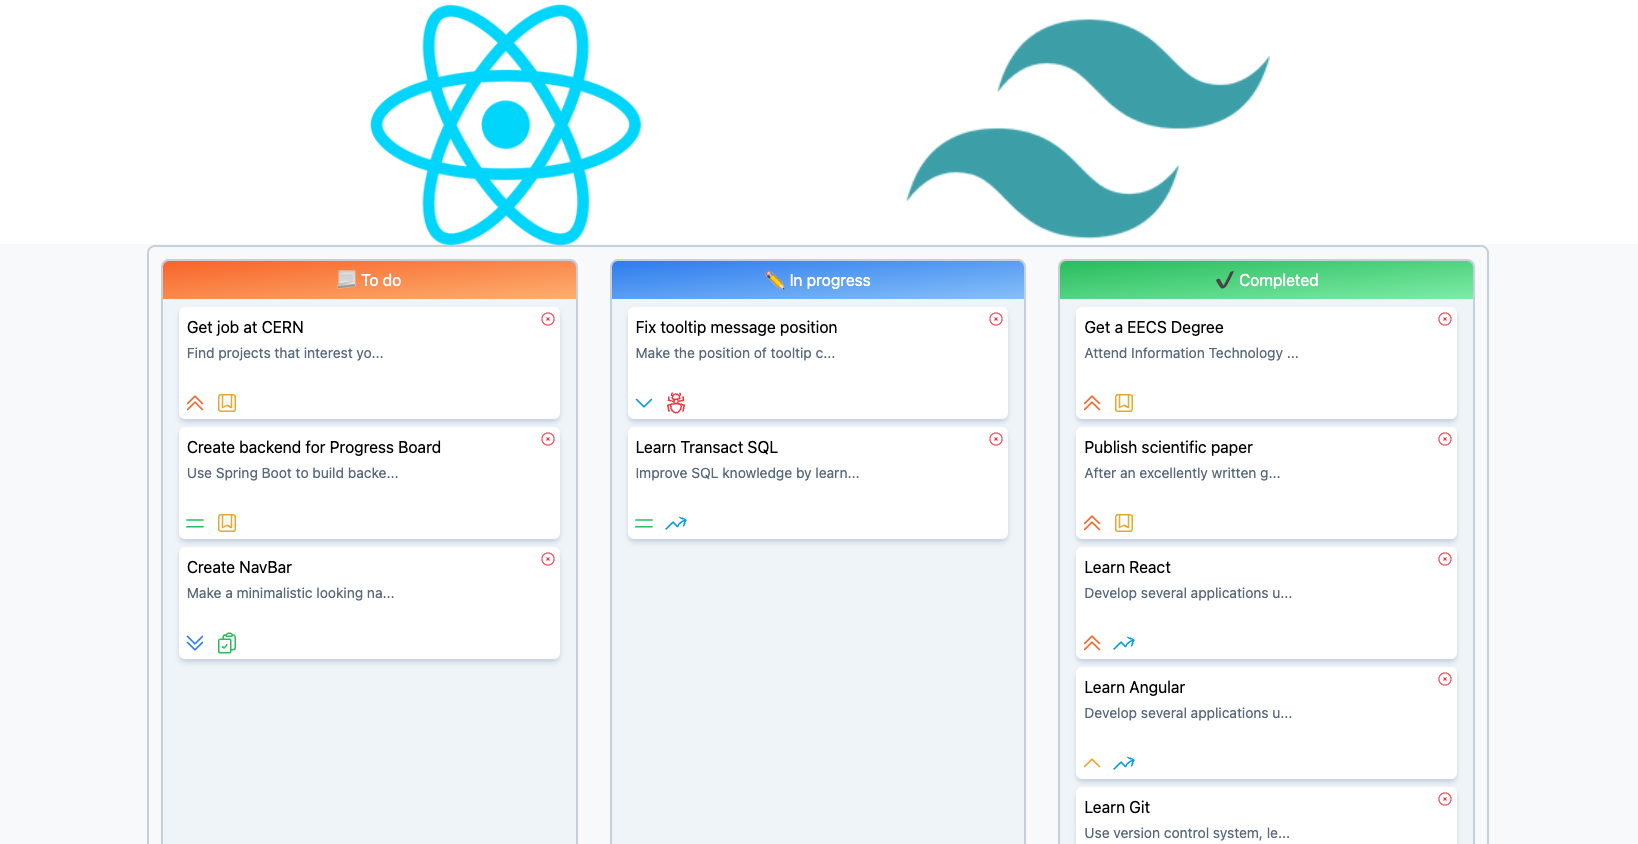 To do
Get job at CERN
Find projects that interest yo...
Create backend for Progress Board
Use Spring Boot to build backe...
Create NavBar
Make a minimalistic looking na...
In progress
Fix tooltip message position
Make the position of tooltip c...
Learn Transact SQL
Improve SQL knowledge by learn...
Completed
Get a EECS Degree
Attend Information Technology ...
Publish scientific paper
After an excellently written g...
Learn React
Develop several applications u...
Learn Angular
Develop several applications u...
Learn Git
Use version control system, le...